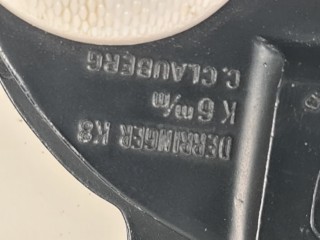 DERRINGER K8
K 6 m/m
C. CLAUBERG